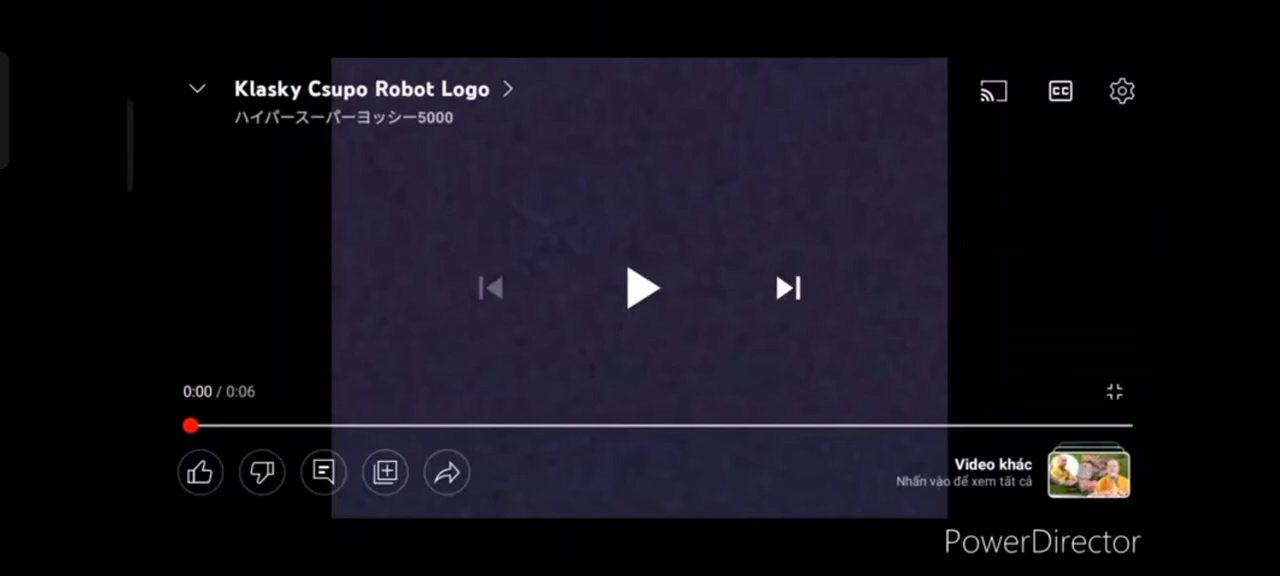 Klasky Csupo Robot Logo
ハイパースーパーヨッシー5000
CC
0:00 / 0:06
Video khác
Nhấn vào để xem tất cả
PowerDirector